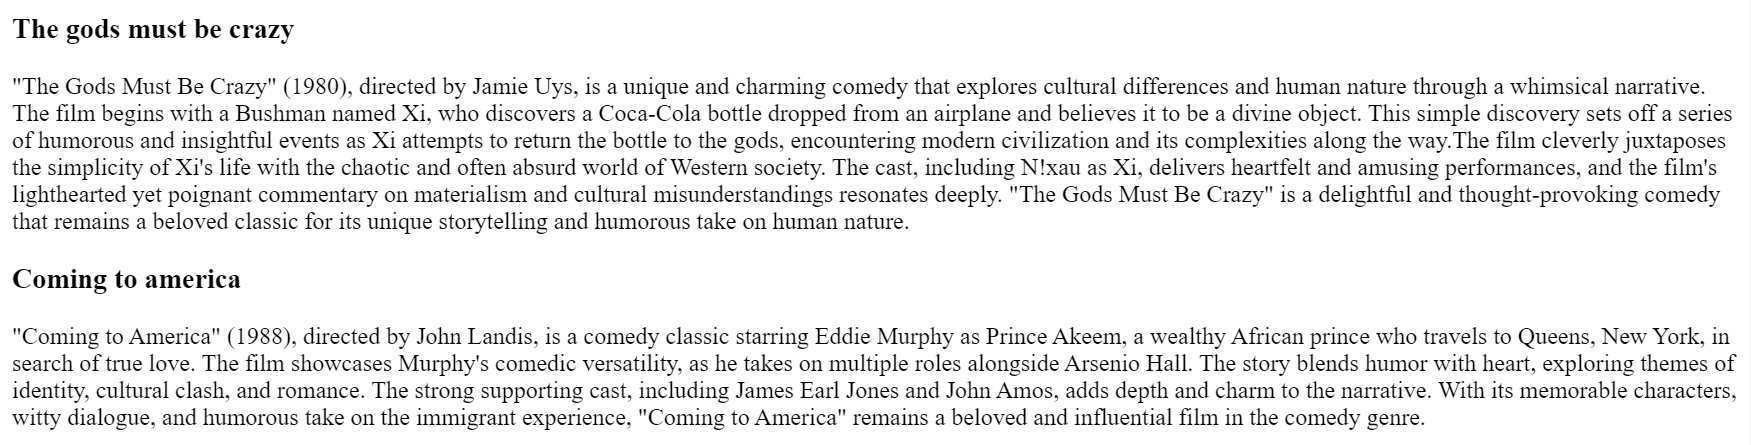 The gods must be crazy
"The Gods Must Be Crazy" (1980), directed by Jamie Uys, is a unique and charming comedy that explores cultural differences and human nature through a whimsical narrative.
The film begins with a Bushman named Xi, who discovers a Coca-Cola bottle dropped from an airplane and believes it to be a divine object. This simple discovery sets off a series
of humorous and insightful events as Xi attempts to return the bottle to the gods, encountering modern civilization and its complexities along the way.The film cleverly juxtaposes
the simplicity of Xi's life with the chaotic and often absurd world of Western society. The cast, including N!xau as Xi, delivers heartfelt and amusing performances, and the film's
lighthearted yet poignant commentary on materialism and cultural misunderstandings resonates deeply. "The Gods Must Be Crazy" is a delightful and thought-provoking comedy
that remains a beloved classic for its unique storytelling and humorous take on human nature.
Coming to america
"Coming to America" (1988), directed by John Landis, is a comedy classic starring Eddie Murphy as Prince Akeem, a wealthy African prince who travels to Queens, New York, in
search of true love. The film showcases Murphy's comedic versatility, as he takes on multiple roles alongside Arsenio Hall. The story blends humor with heart, exploring themes of
identity, cultural clash, and romance. The strong supporting cast, including James Earl Jones and John Amos, adds depth and charm to the narrative. With its memorable characters,
witty dialogue, and humorous take on the immigrant experience, "Coming to America" remains a beloved and influential film in the comedy genre.